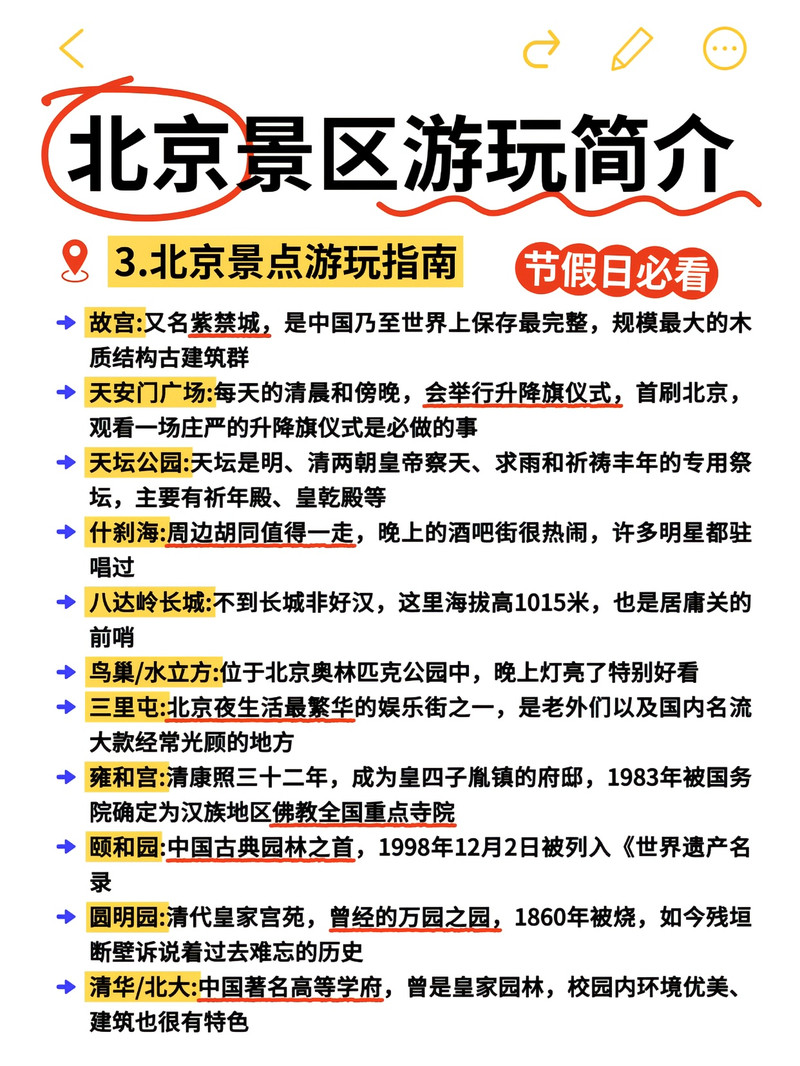 北京景区游玩简介
3.北京景点游玩指南
节假日必看
故宫:又名紫禁城，是中国乃至世界上保存最完整，规模最大的木
质结构古建筑群
天安门广场:每天的清晨和傍晚，会举行升降旗仪式，首刷北京，
观看一场庄严的升降旗仪式是必做的事
天坛公园:天坛是明、清两朝皇帝察天、求雨和祈祷丰年的专用祭
坛，主要有祈年殿、皇乾殿等
什刹海:周边胡同值得一走，晚上的酒吧街很热闹，许多明星都驻
唱过
八达岭长城:不到长城非好汉，这里海拔高1015米，也是居庸关的
前哨
鸟巢/水立方:位于北京奥林匹克公园中，晚上灯亮了特别好看
三里屯:北京夜生活最繁华的娱乐街之一，是老外们以及国内名流
大款经常光顾的地方
雍和宫:清康照三十二年，成为皇四子胤镇的府邸，1983年被国务
院确定为汉族地区佛教全国重点寺院
颐和园:中国古典园林之首，1998年12月2日被列入《世界遗产名
录
圆明园:清代皇家宫苑，曾经的万园之园，1860年被烧，如今残垣
断壁诉说着过去难忘的历史
清华/北大:中国著名高等学府，曾是皇家园林，校园内环境优美、
建筑也很有特色